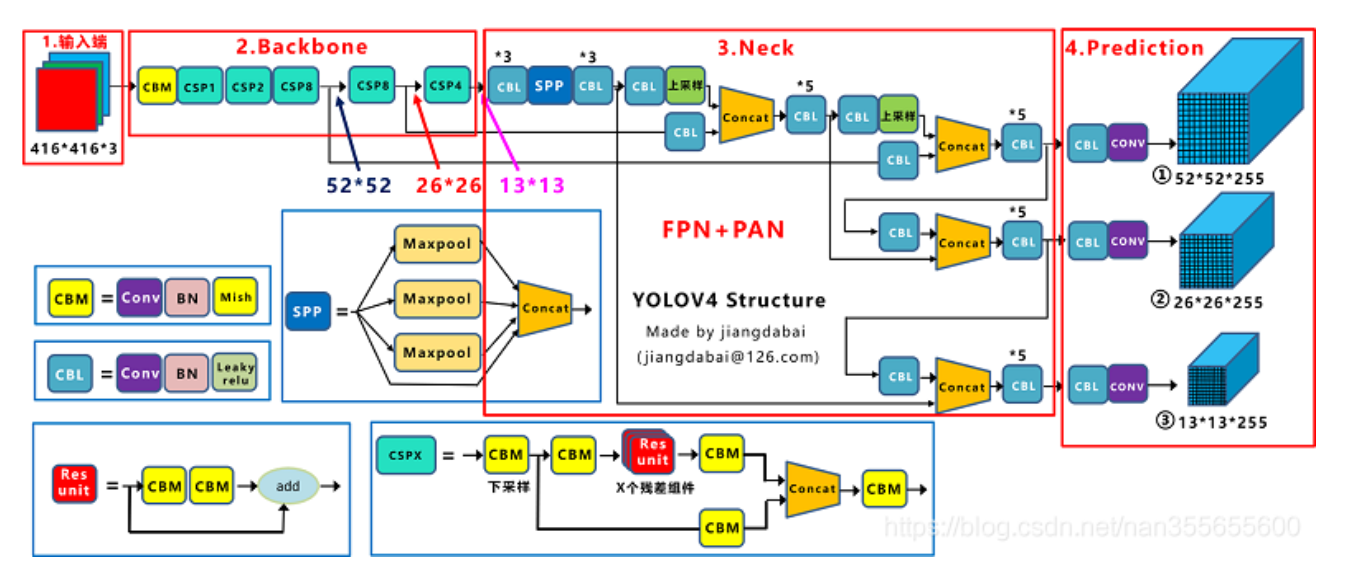 1.输入端
416*416*3
2.Backbone
CBM CSP1 CSP2 CSP8 CSP8 CSP4
52*52 26*26 13*13
3.Neck
*3 *3
CBL SPP CBL CBL 上采样
CBL
Concat
*5
CBL CBL 上采样
CBL
Concat
*5
CBL
CBL
Concat
*5
CBL
FPN+PAN
YOLOV4 Structure
Made by jiangdabai
(jiangdabai@126.com)
CBL
Concat
*5
CBL
4.Prediction
CBL CONV
①52*52*255
CBL CONV
②26*26*255
CBL CONV
③13*13*255
CBM = Conv BN Mish
CBL = Conv BN Leaky
relu
SPP =
Maxpool
Maxpool
Maxpool
Concat
Res
unit = CBM CBM add
CSPX = CBM CBM Res
unit CBM
下采样 X个残差组件
CBM
Concat
CBM
https://blog.csdn.net/nan355655600